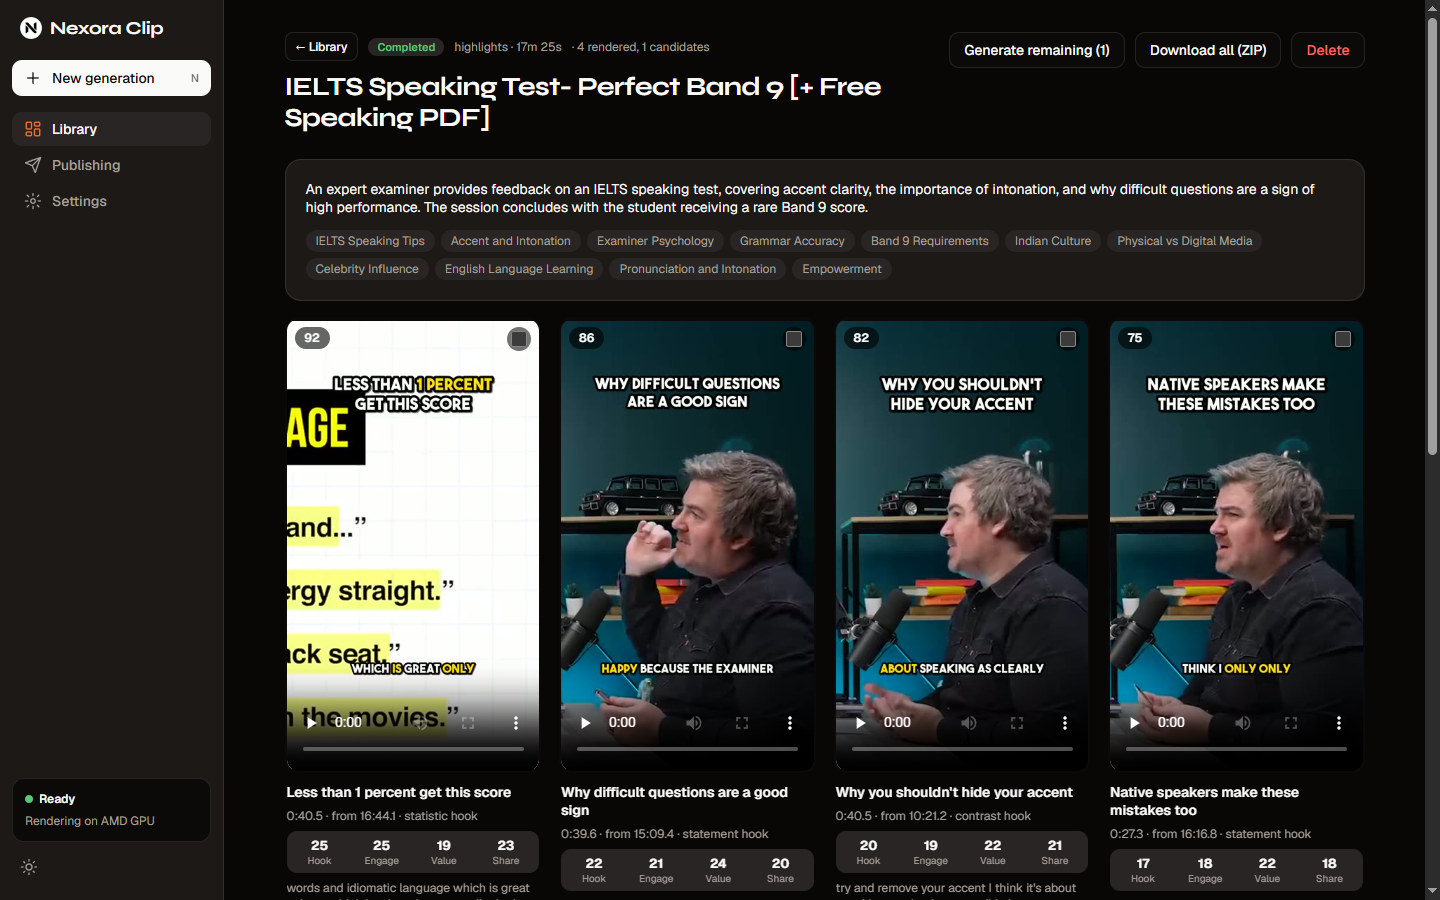 Nexora Clip
New generation N
Library
Publishing
Settings
Ready
Rendering on AMD GPU
← Library
Completed
highlights · 17m 25s · 4 rendered, 1 candidates
Generate remaining (1)
Download all (ZIP)
Delete
IELTS Speaking Test- Perfect Band 9 [+ Free
Speaking PDF]
An expert examiner provides feedback on an IELTS speaking test, covering accent clarity, the importance of intonation, and why difficult questions are a sign of
high performance. The session concludes with the student receiving a rare Band 9 score.
IELTS Speaking Tips
Accent and Intonation
Examiner Psychology
Grammar Accuracy
Band 9 Requirements
Indian Culture
Physical vs Digital Media
Celebrity Influence
English Language Learning
Pronunciation and Intonation
Empowerment
92
LESS THAN 1 PERCENT
GET THIS SCORE
AGE
and...”
ergy straight.”
ack seat.”
WHICH IS GREAT ONLY
the movies.”
0:00
Less than 1 percent get this score
0:40.5 · from 16:44.1 · statistic hook
25 25 19 23
Hook Engage Value Share
words and idiomatic language which is great
86
WHY DIFFICULT QUESTIONS
ARE A GOOD SIGN
HAPPY BECAUSE THE EXAMINER
0:00
Why difficult questions are a good
sign
0:39.6 · from 15:09.4 · statement hook
22 21 24 20
Hook Engage Value Share
82
WHY YOU SHOULDN'T
HIDE YOUR ACCENT
ABOUT SPEAKING AS CLEARLY
0:00
Why you shouldn't hide your accent
0:40.5 · from 10:21.2 · contrast hook
20 19 22 21
Hook Engage Value Share
try and remove your accent I think it's about
75
NATIVE SPEAKERS MAKE
THESE MISTAKES TOO
THINK I ONLY ONLY
0:00
Native speakers make these
mistakes too
0:27.3 · from 16:16.8 · statement hook
17 18 22 18
Hook Engage Value Share